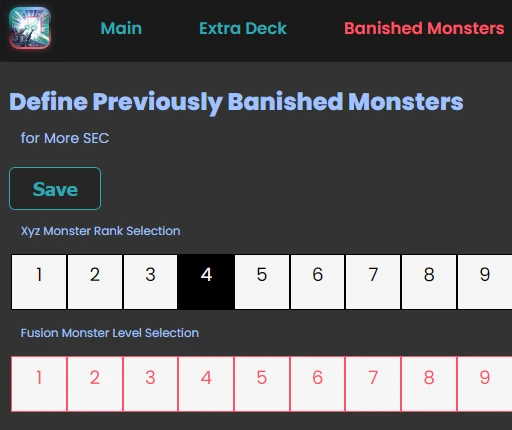 Main Extra Deck Banished Monsters
Define Previously Banished Monsters
for More SEC
Save
Xyz Monster Rank Selection
1 2 3 4 5 6 7 8 9
Fusion Monster Level Selection
1 2 3 4 5 6 7 8 9